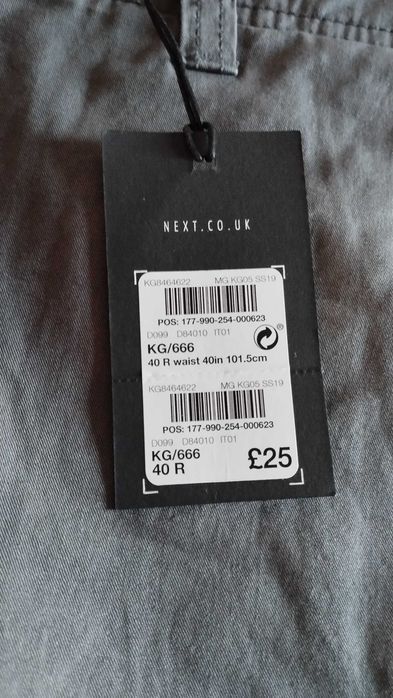 NEXT.CO.UK
KG8464622 MG KG05 SS19
POS: 177-990-254-000623
D099 D84010 IT01
KG/666
40 R waist 40in 101.5cm
KG8464622 MG KG05 SS19
POS: 177-990-254-000623
D099 D84010 IT01
KG/666
40 R £25